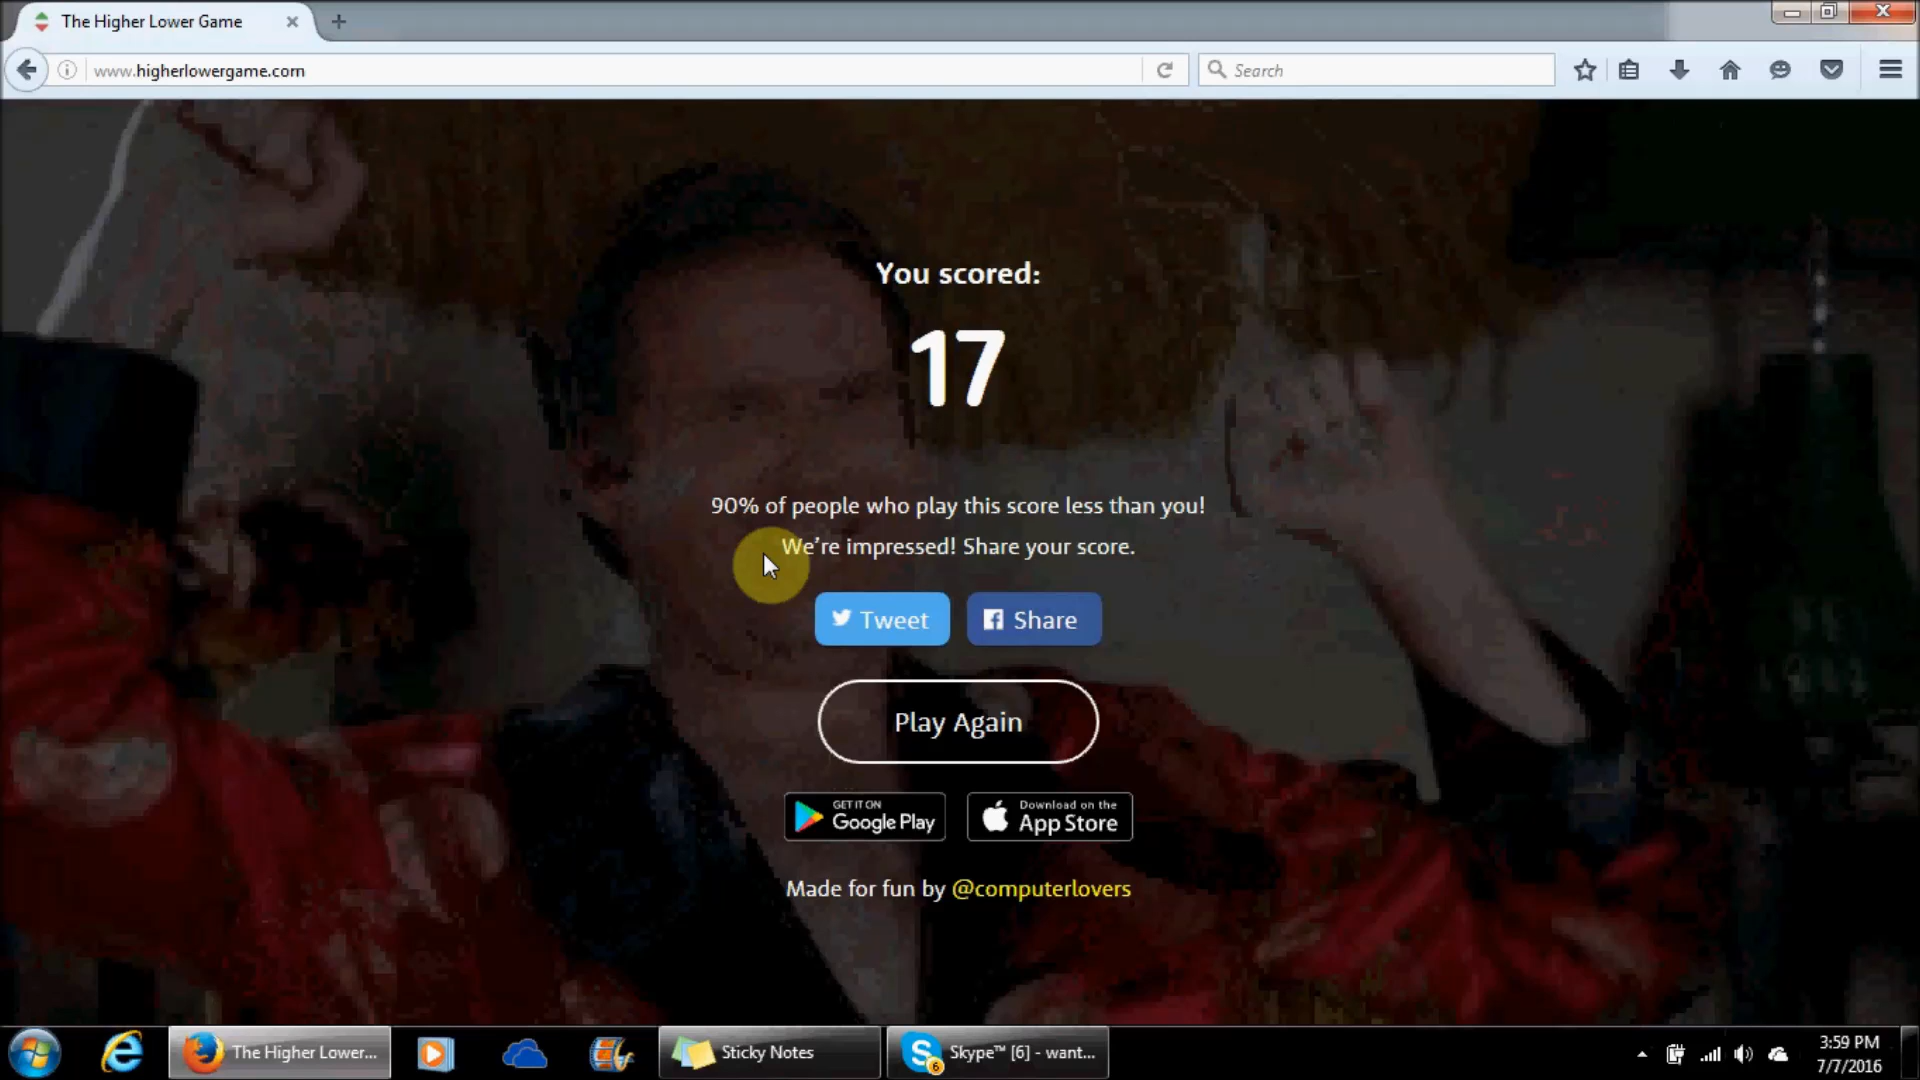 The Higher Lower Game
www.higherlowergame.com
Search
You scored:
17
90% of people who play this score less than you!
We're impressed! Share your score.
Tweet
Share
Play Again
GET IT ON
Google Play
Download on the
App Store
Made for fun by @computerlovers
The Higher Lower...
Sticky Notes
6
Skype™ [6] - want...
3:59 PM
7/7/2016